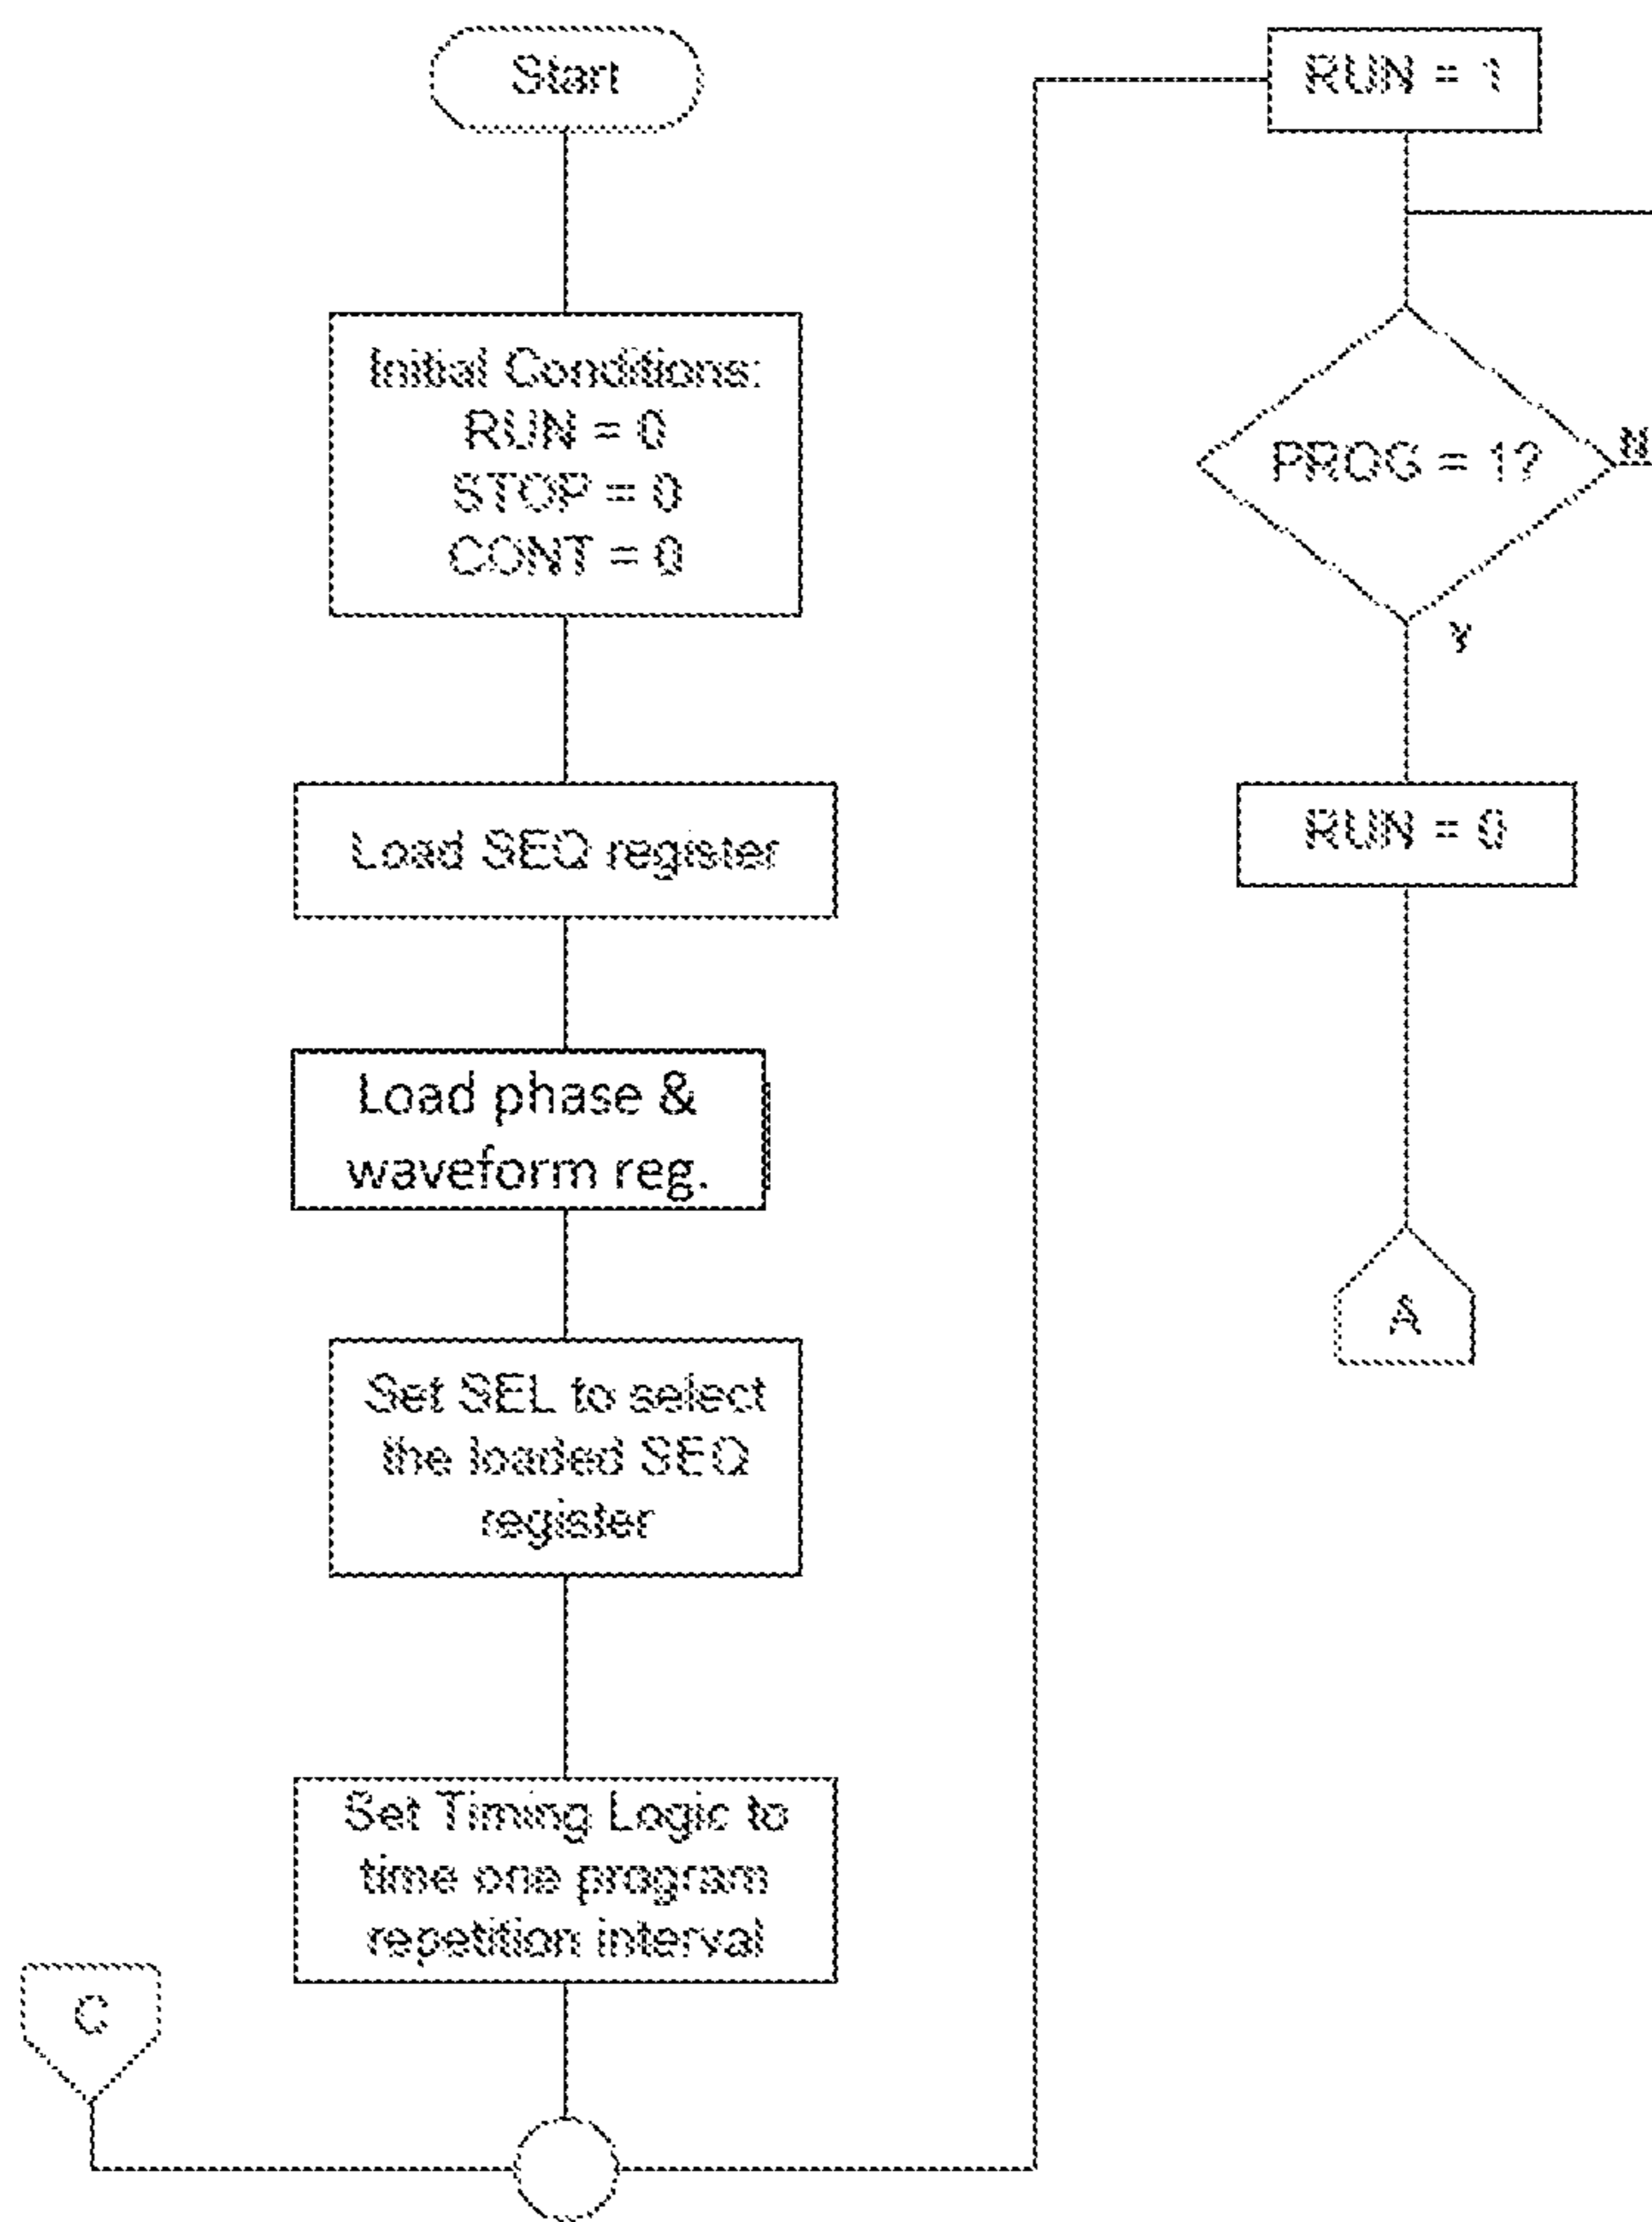 Start
Initial Conditions:
RUN = 0
STOP = 0
CONT = 0
Load SEQ register
Load phase &
waveform reg.
Set SEL to select
the loaded SEQ
register
Set Timing Logic to
time one program
repetition interval
C
RUN = 1
PROG = 1?
N
Y
RUN = 0
A